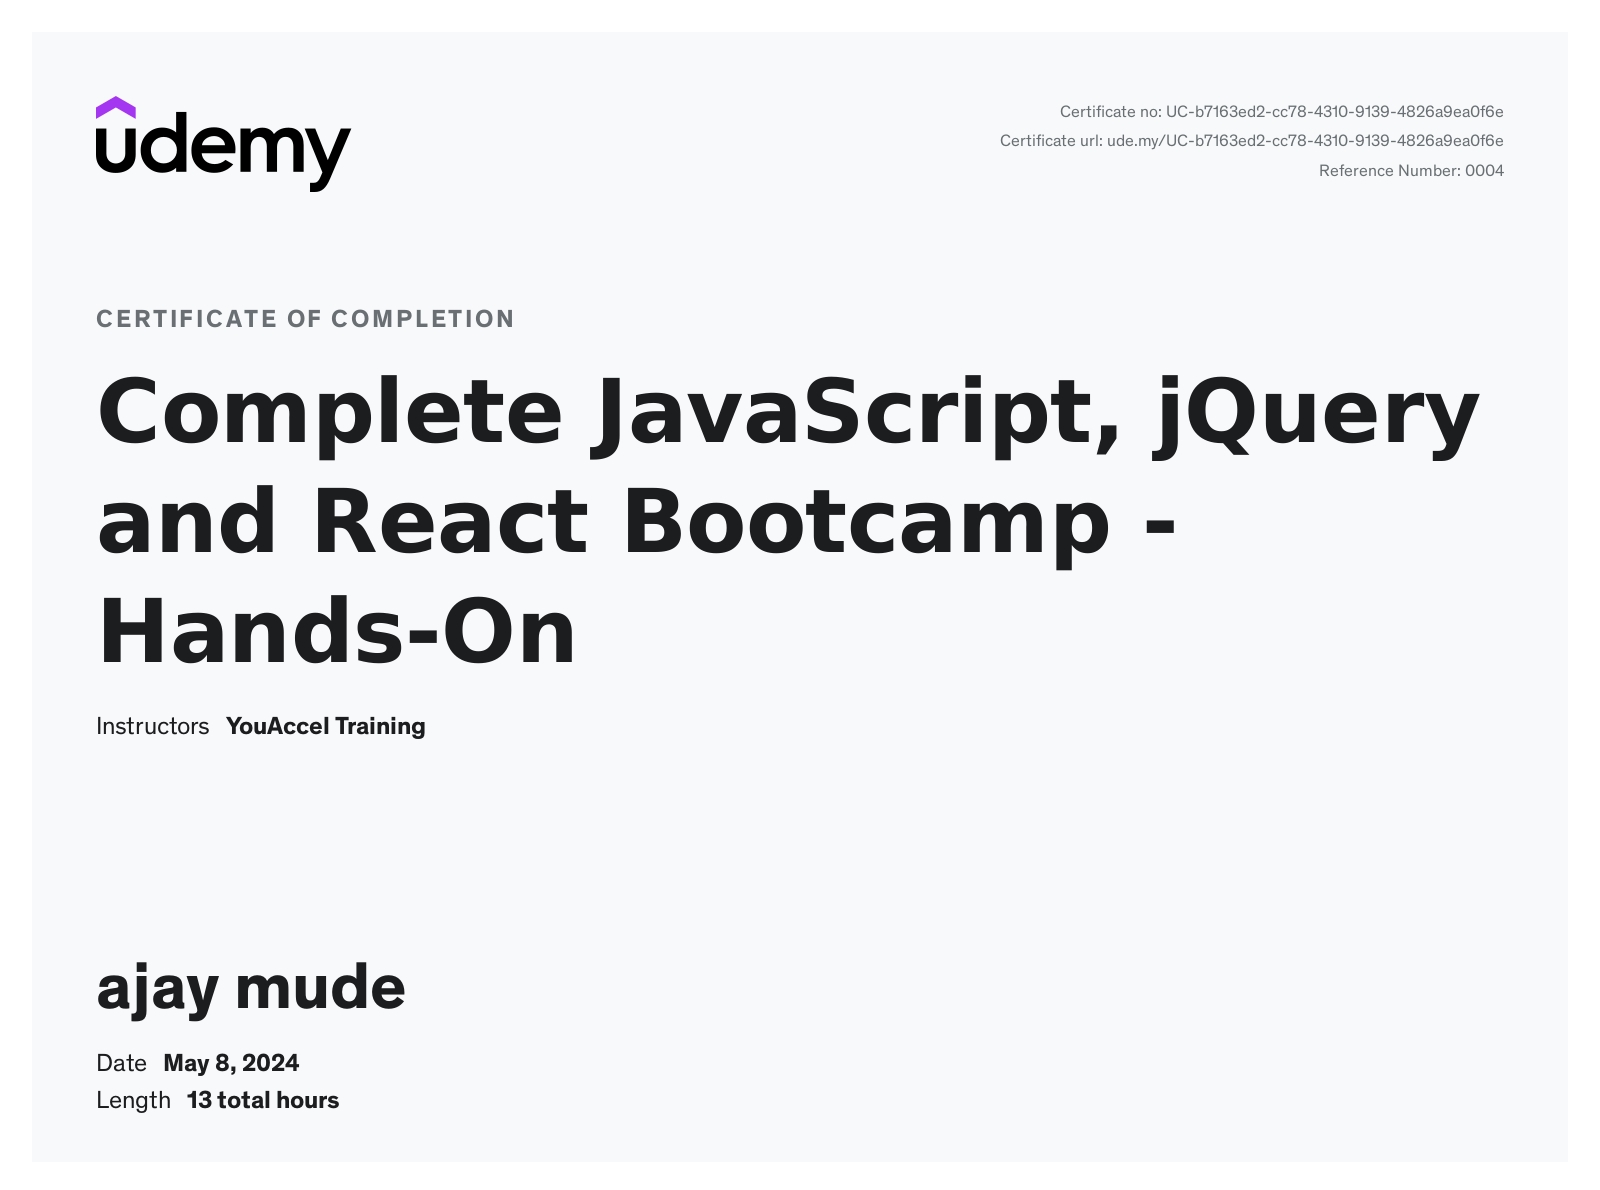 udemy
Certificate no: UC-b7163ed2-cc78-4310-9139-4826a9ea0f6e
Certificate url: ude.my/UC-b7163ed2-cc78-4310-9139-4826a9ea0f6e
Reference Number: 0004
CERTIFICATE OF COMPLETION
Complete JavaScript, jQuery
and React Bootcamp -
Hands-On
Instructors YouAccel Training
ajay mude
Date May 8, 2024
Length 13 total hours